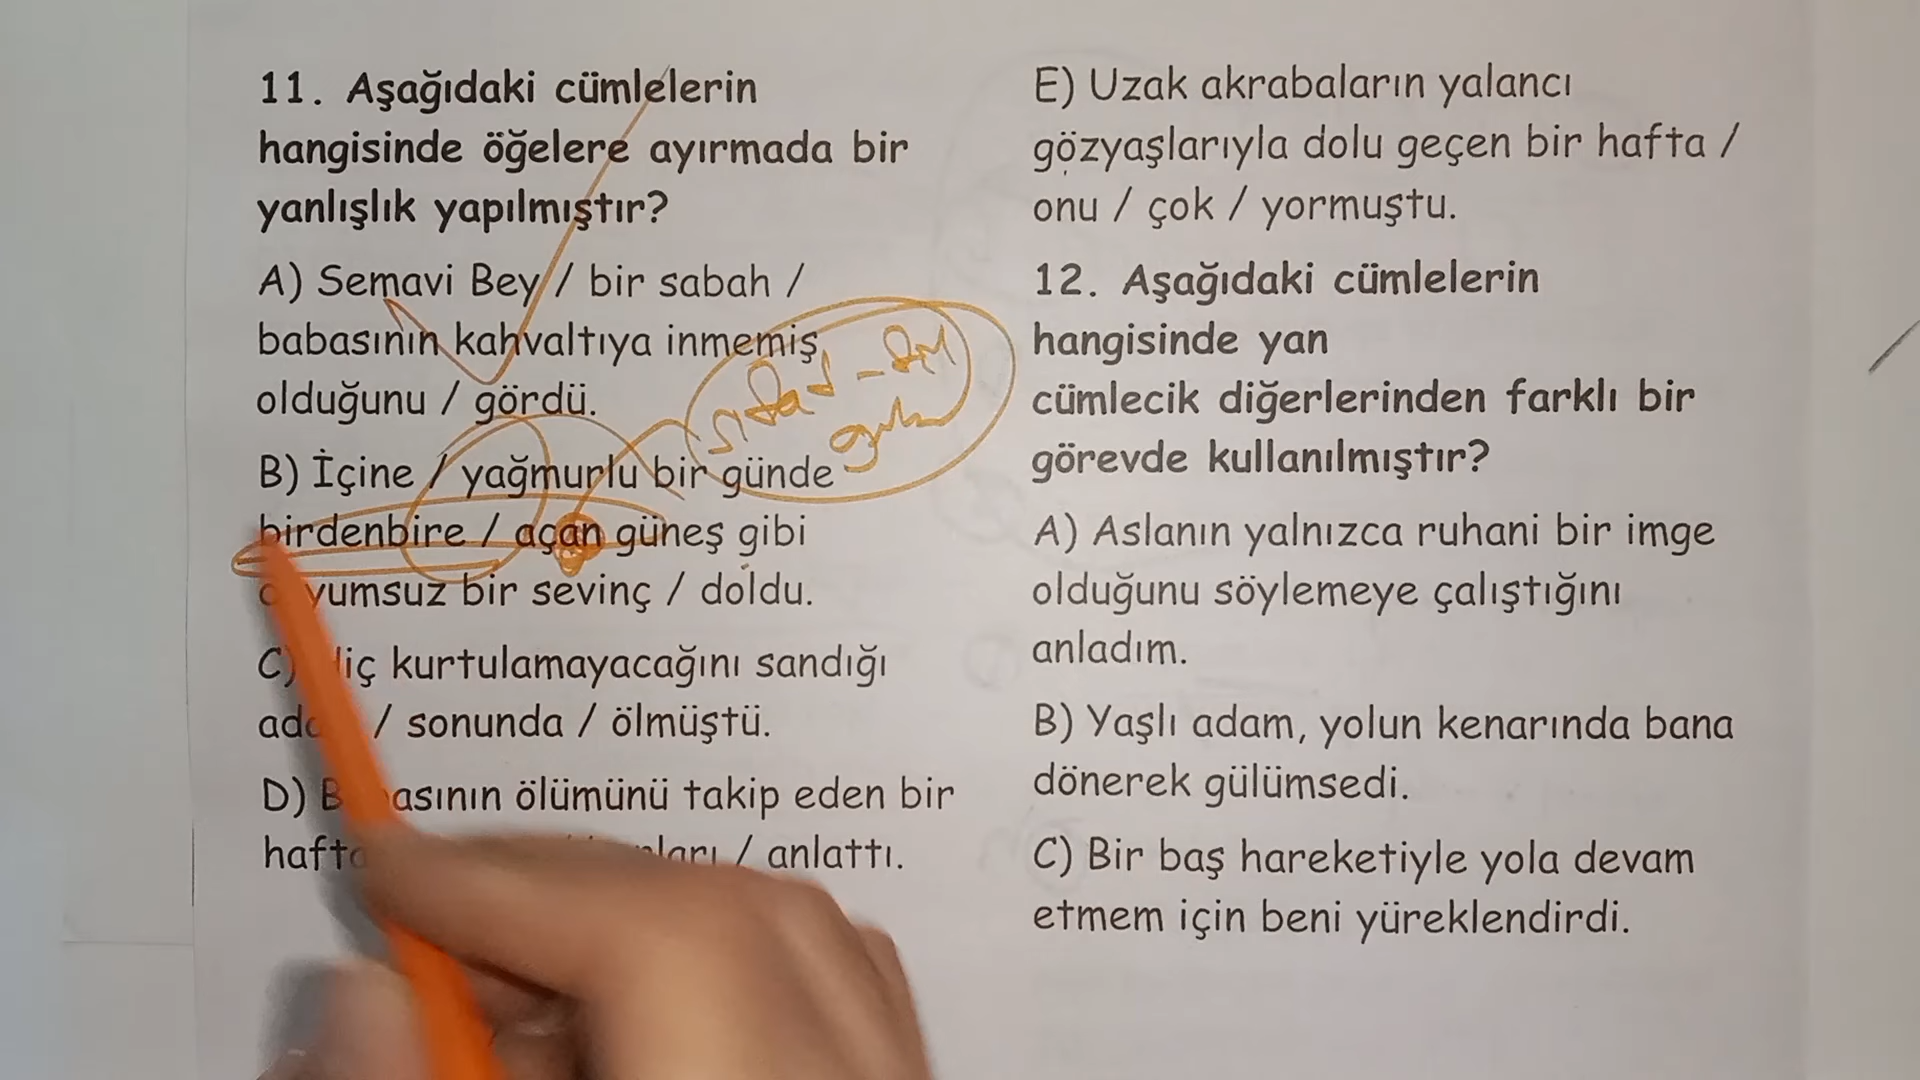 11. Aşağıdaki cümlelerin
hangisinde öğelere ayırmada bir
yanlışlık yapılmıştır?
A) Semavi Bey / bir sabah /
babasının kahvaltıya inmemiş
olduğunu / gördü.
B) İçine / yağmurlu bir günde
birdenbire / açan güneş gibi
bir sevinç / doldu.
C) kurtulamayacağını sandığı
/ sonunda / ölmüştü.
D) ölümünü takip eden bir
/ anlattı.
sıfat-fiil
grubu
E) Uzak akrabaların yalancı
gözyaşlarıyla dolu geçen bir hafta /
onu / çok / yormuştu.
12. Aşağıdaki cümlelerin
hangisinde yan
cümlecik diğerlerinden farklı bir
görevde kullanılmıştır?
A) Aslanın yalnızca ruhani bir imge
olduğunu söylemeye çalıştığını
anladım.
B) Yaşlı adam, yolun kenarında bana
dönerek gülümsedi.
C) Bir baş hareketiyle yola devam
etmem için beni yüreklendirdi.